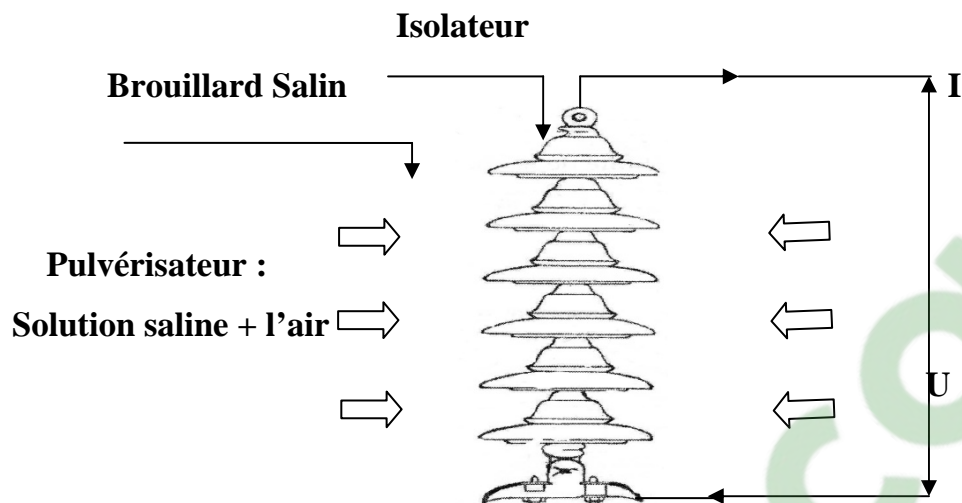 Isolateur
Brouillard Salin
I
Pulvérisateur :
Solution saline + l’air
U